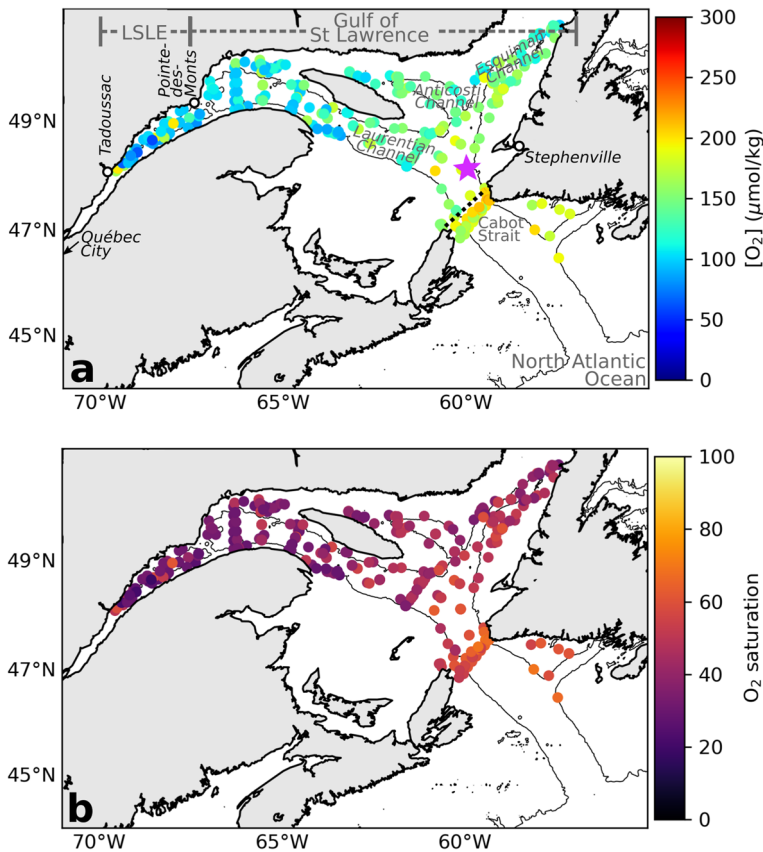 LSLE
Gulf of
St Lawrence
Pointe-
des-
Monts
Tadoussac
Esquiman
Channel
Anticosti
Channel
Laurentian
Channel
Stephenville
Cabot
Strait
Québec
City
North Atlantic
Ocean
a
49°N
47°N
45°N
70°W
65°W
60°W
300
250
200
150
100
50
0
[O₂] (μmol/kg)
b
49°N
47°N
45°N
70°W
65°W
60°W
100
80
60
40
20
0
O₂ saturation